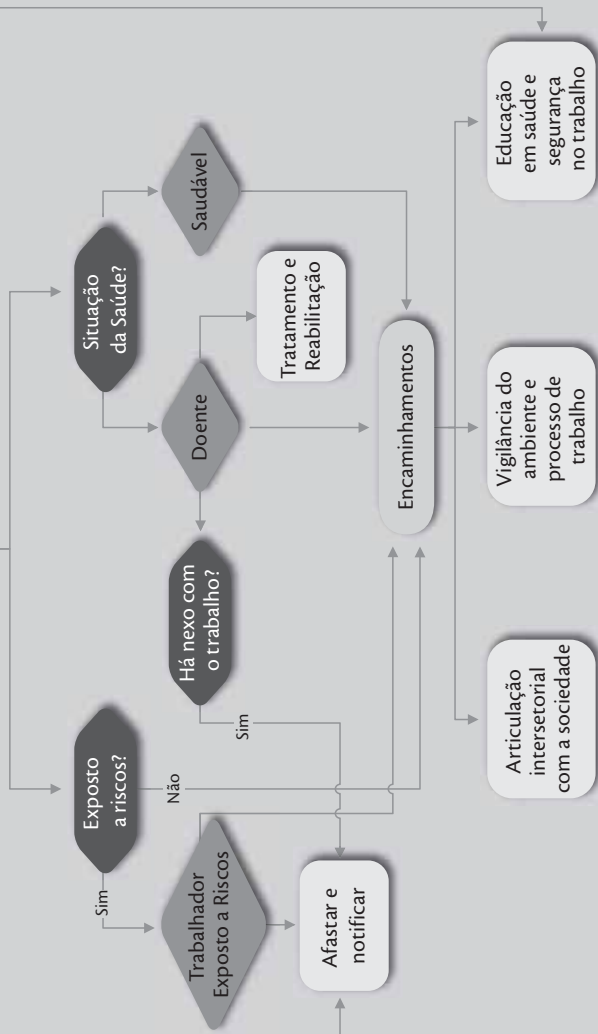 Exposto
a riscos?
Situação
da Saúde?
Sim
Não
Trabalhador
Exposto a Riscos
Há nexo com
o trabalho?
Doente
Saudável
Sim
Tratamento e
Reabilitação
Afastar e
notificar
Encaminhamentos
Articulação
intersetorial
com a sociedade
Vigilância do
ambiente e
processo de
trabalho
Educação
em saúde e
segurança
no trabalho